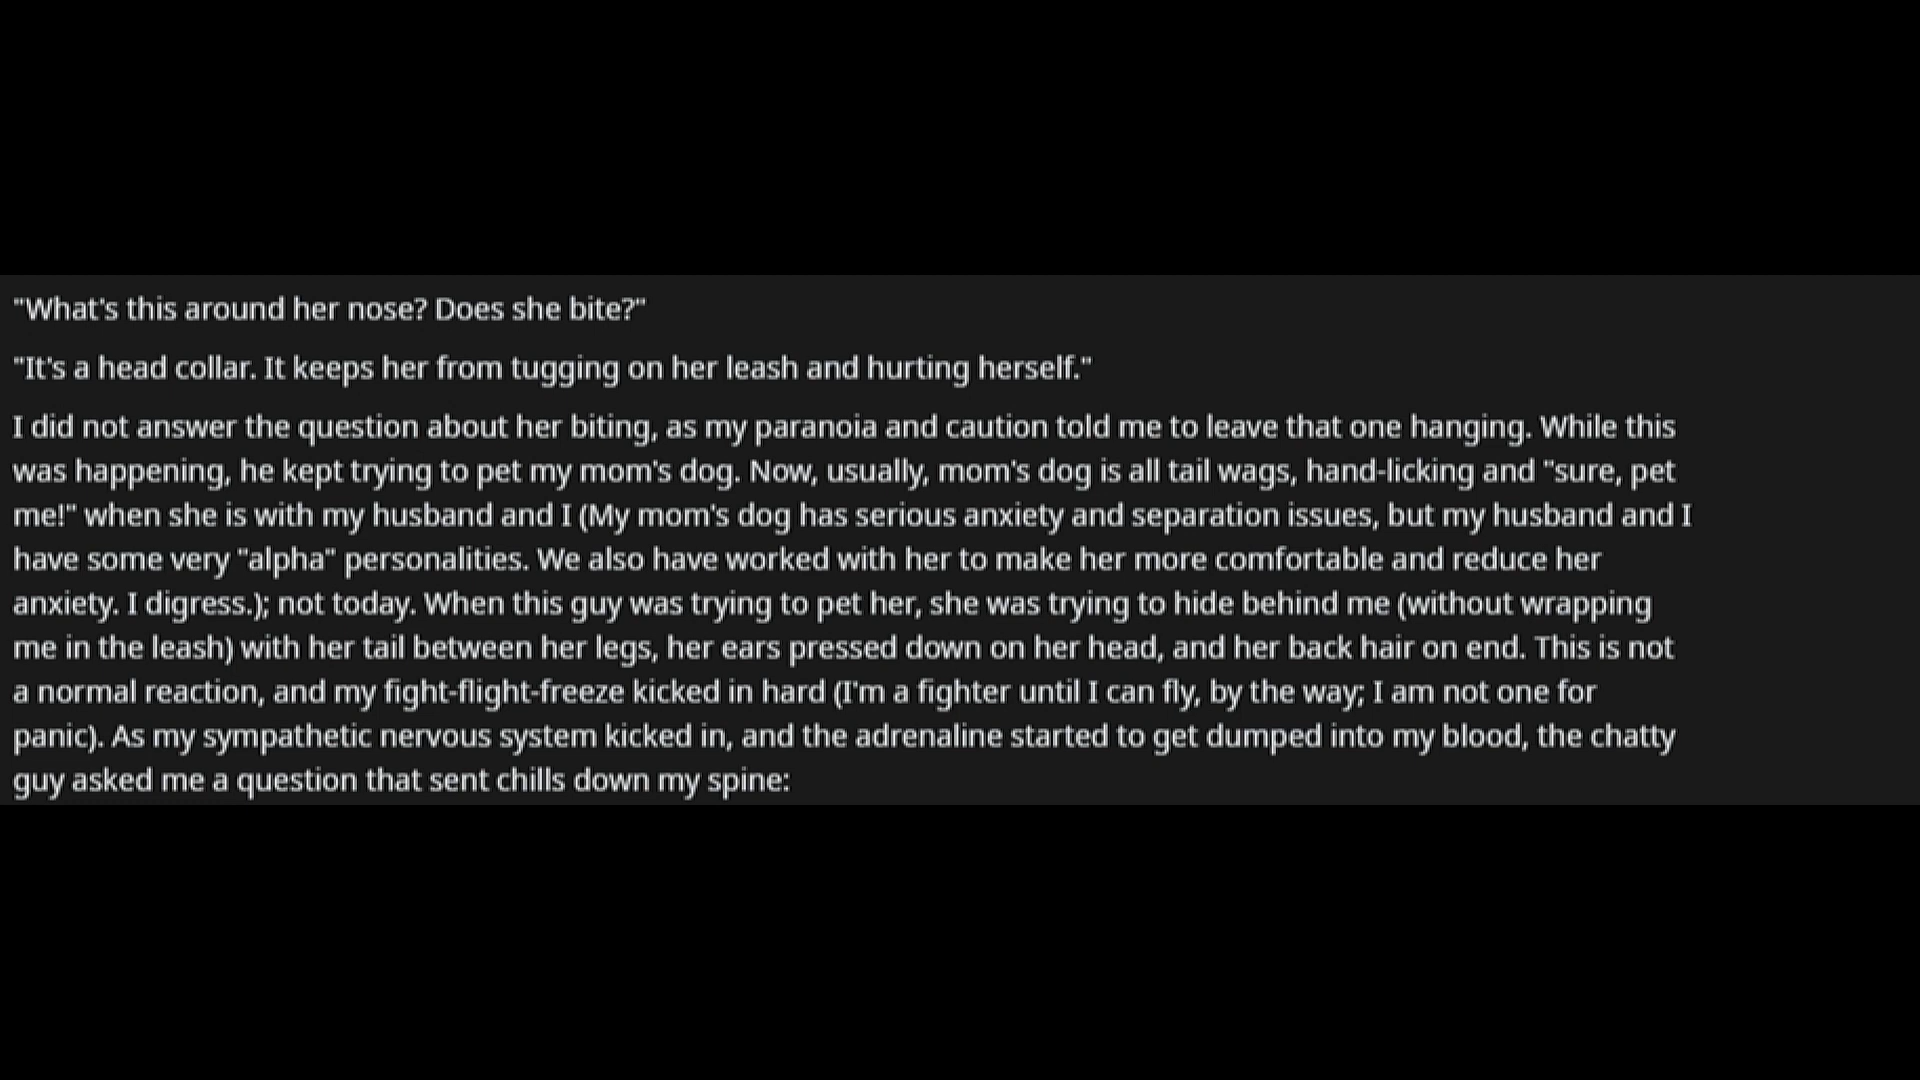 "What's this around her nose? Does she bite?"
"It's a head collar. It keeps her from tugging on her leash and hurting herself."
I did not answer the question about her biting, as my paranoia and caution told me to leave that one hanging. While this
was happening, he kept trying to pet my mom's dog. Now, usually, mom's dog is all tail wags, hand-licking and "sure, pet
me!" when she is with my husband and I (My mom's dog has serious anxiety and separation issues, but my husband and I
have some very "alpha" personalities. We also have worked with her to make her more comfortable and reduce her
anxiety. I digress.); not today. When this guy was trying to pet her, she was trying to hide behind me (without wrapping
me in the leash) with her tail between her legs, her ears pressed down on her head, and her back hair on end. This is not
a normal reaction, and my fight-flight-freeze kicked in hard (I'm a fighter until I can fly, by the way; I am not one for
panic). As my sympathetic nervous system kicked in, and the adrenaline started to get dumped into my blood, the chatty
guy asked me a question that sent chills down my spine: